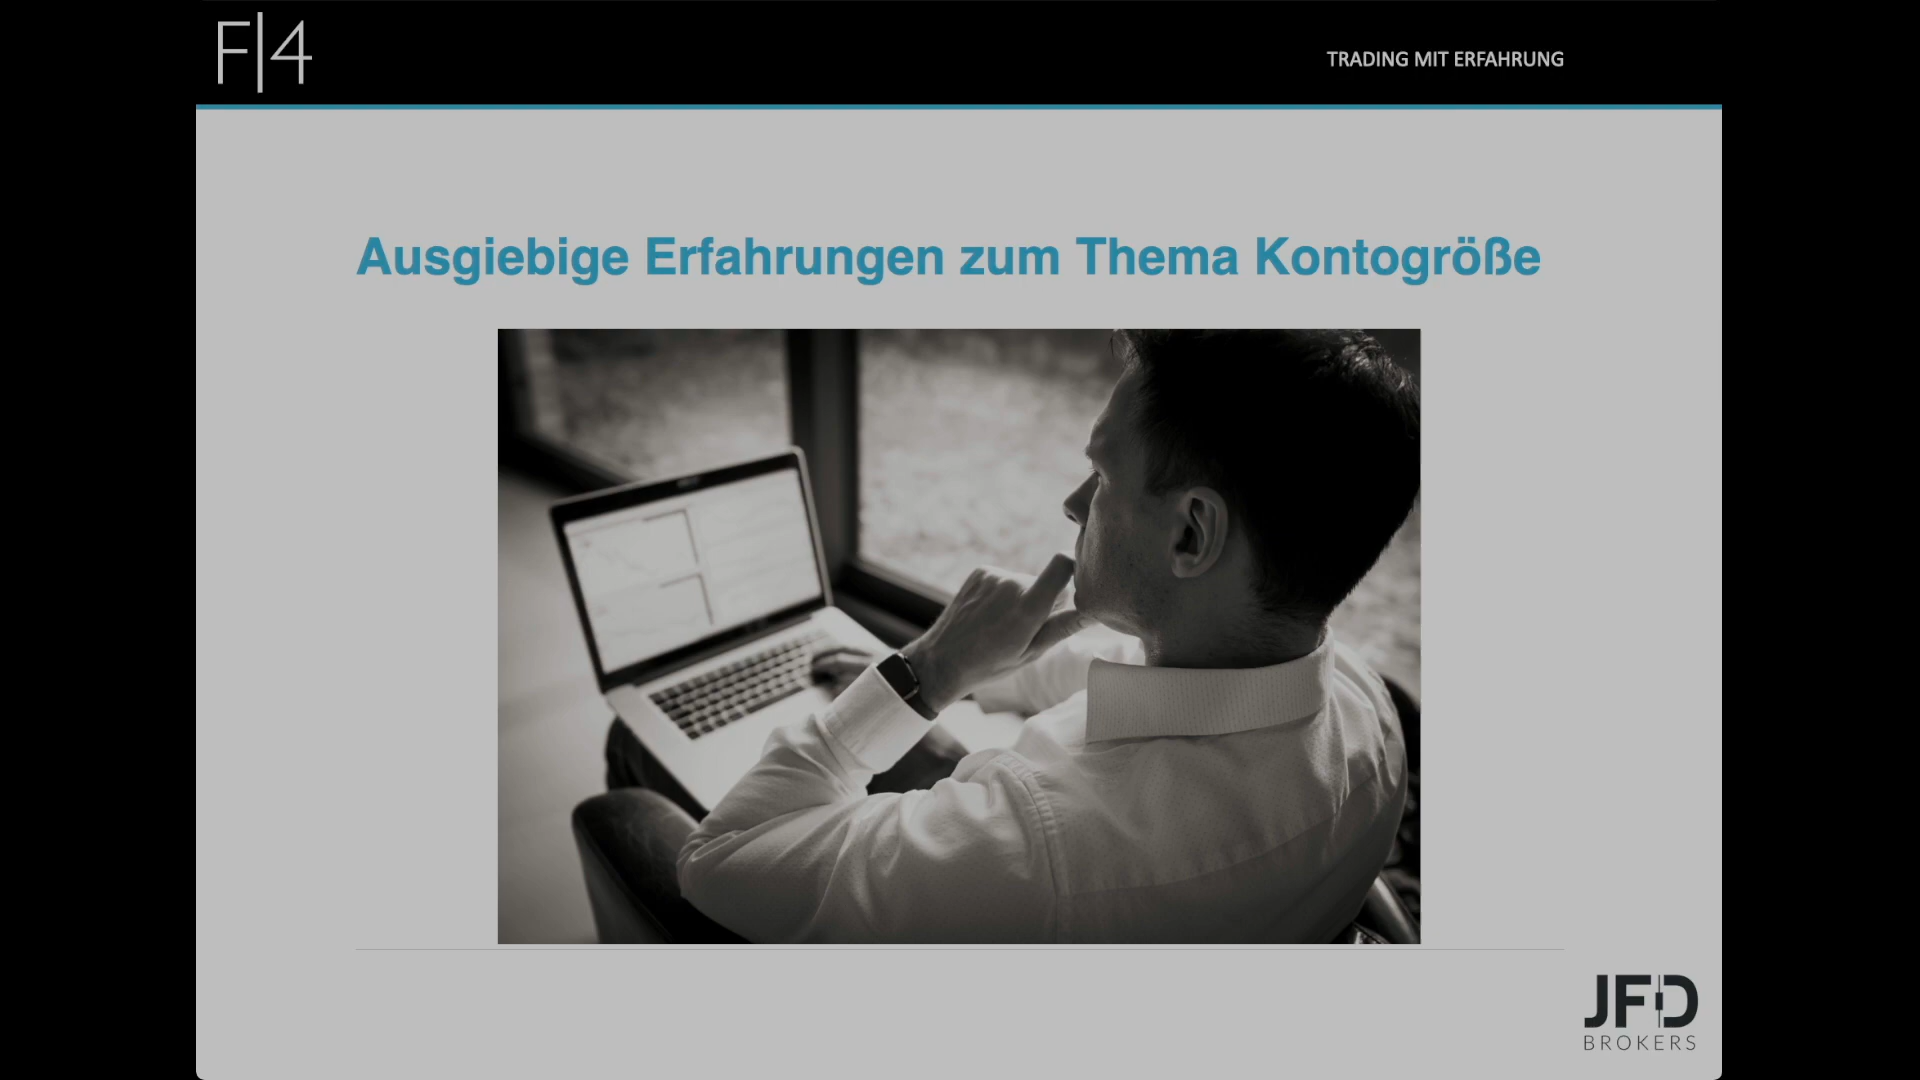 F|4
TRADING MIT ERFAHRUNG
Ausgiebige Erfahrungen zum Thema Kontogröße
JFD
BROKERS